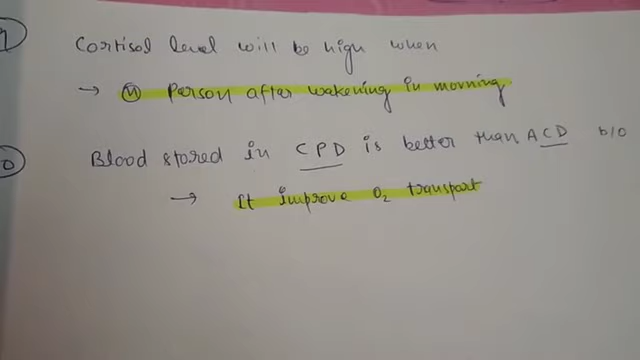 Cortisol level will be high when
→ Ⓝ Person after wakening in morning
Blood stored in CPD is better than ACD b/c
→ It improve O₂ transpart